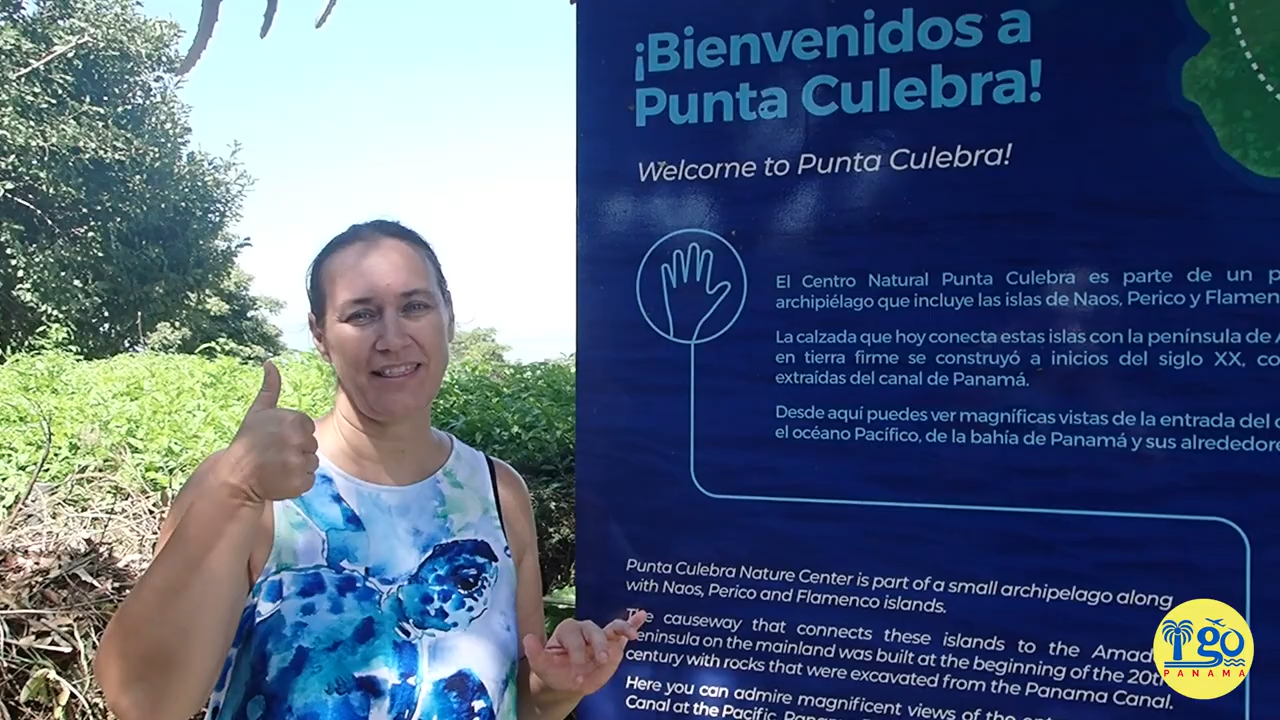 ¡Bienvenidos a
Punta Culebra!
Welcome to Punta Culebra!
El Centro Natural Punta Culebra es parte de un
archipiélago que incluye las islas de Naos, Perico y
La calzada que hoy conecta estas islas con la península de
en tierra firme se construyó a inicios del siglo XX,
extraídas del canal de Panamá.
Desde aquí puedes ver magníficas vistas de la entrada del
el océano Pacífico, de la bahía de Panamá y sus
Punta Culebra Nature Center is part of a small archipelago along
with Naos, Perico and Flamenco islands.
The causeway that connects these islands to the
peninsula on the mainland was built at the beginning of the 20th
century with rocks that were excavated from the Panama Canal.
Here you can admire magnificent views of the
Canal at the Pacific,
go
PANAMA